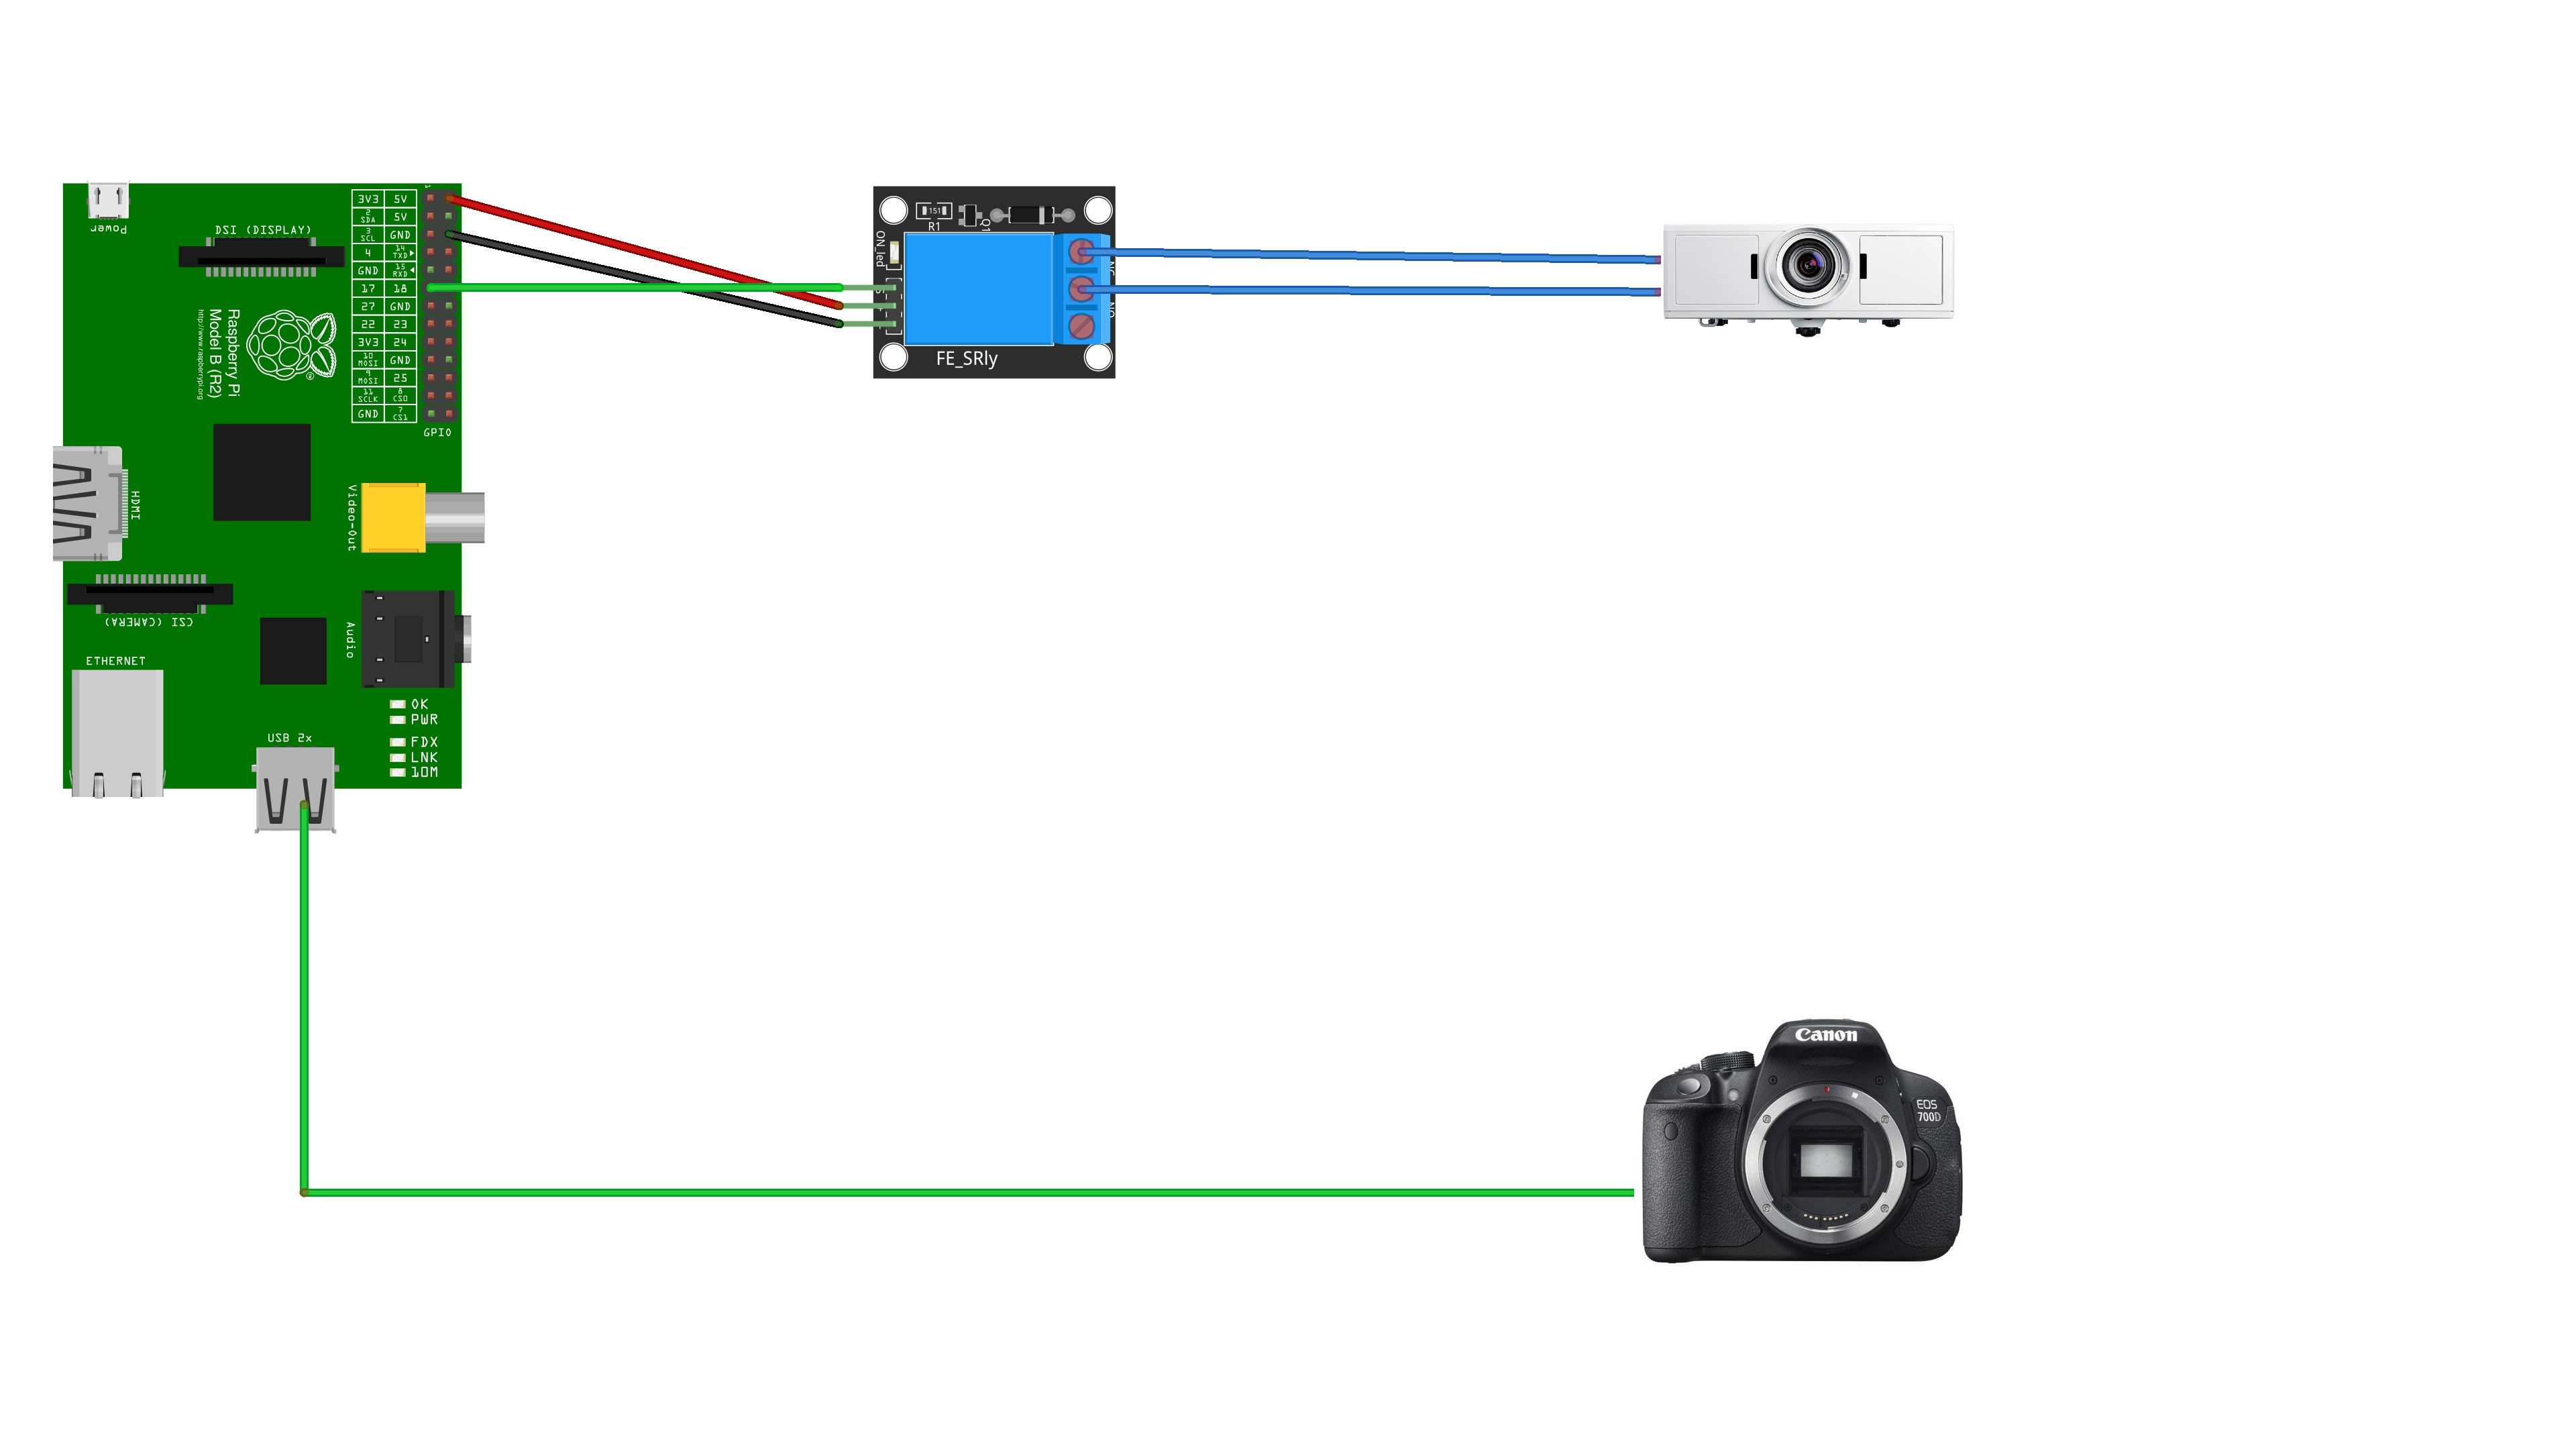 Power
DSI (DISPLAY)
1
3V3 5V
2 SDA 5V
3 SCL GND
4 14 TXD
GND 15 RXD
17 18
27 GND
22 23
3V3 24
10 MOSI GND
9 MOSI 25
11 SCLK 8 CS0
GND 7 CS1
GPIO
Raspberry Pi
Model B (R2)
http://www.raspberrypi.org
HDMI
Video-Out
CSI (CAMERA)
Audio
ETHERNET
OK
PWR
FDX
LNK
10M
USB 2x
151
R1
Q1
ON_led
FE_SRly
Canon
EOS
700D